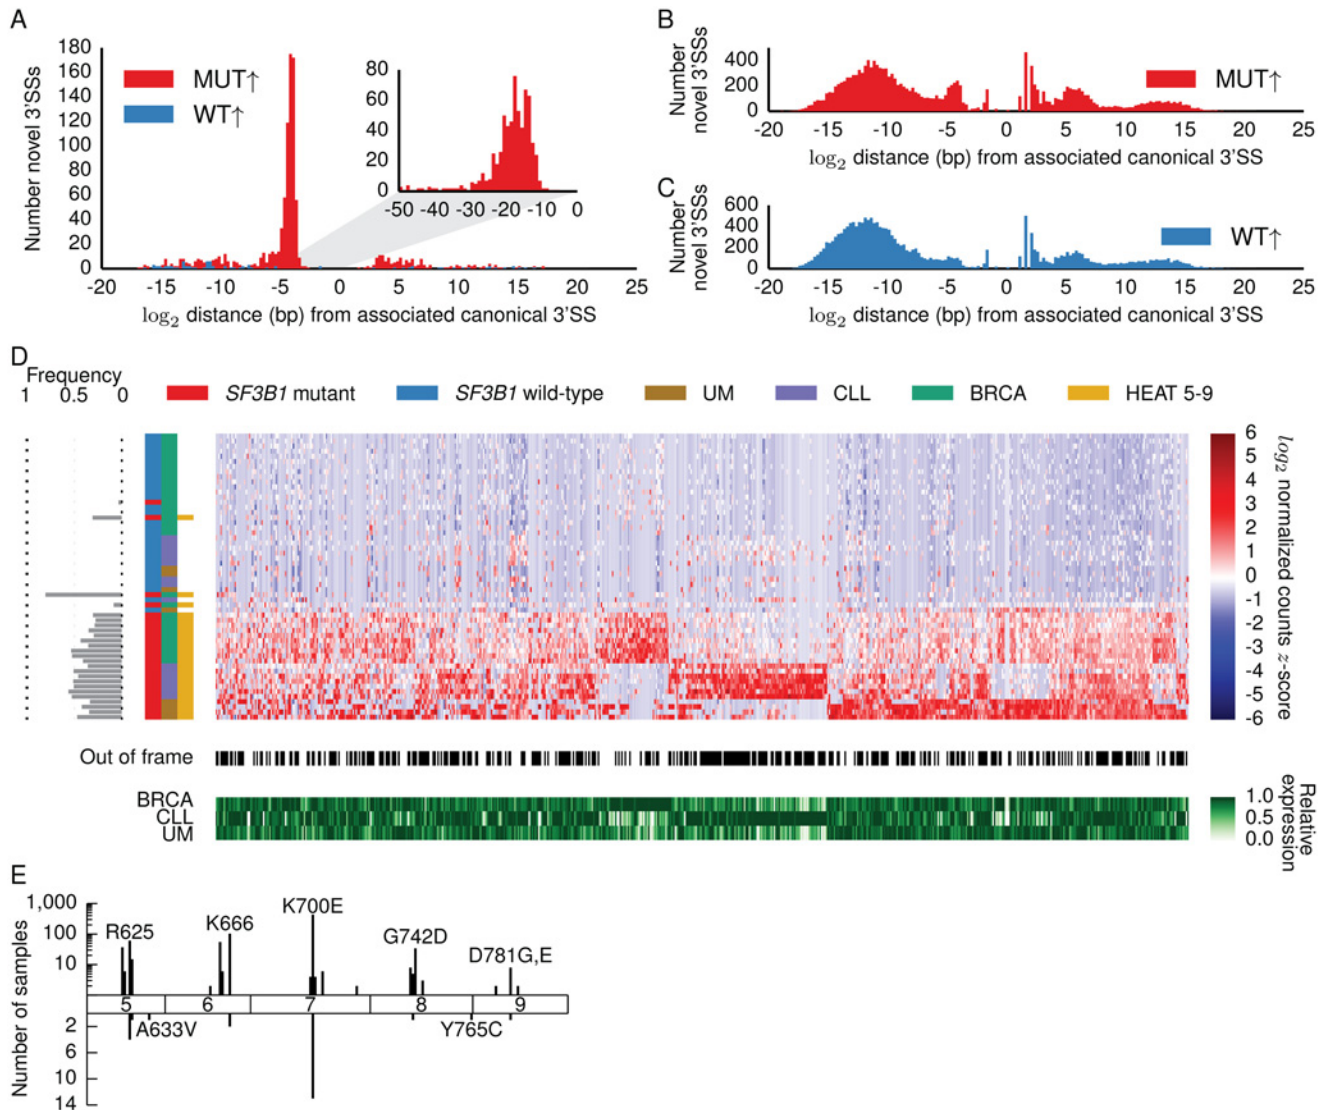 A
Number novel 3'SSs
180
160
140
120
100
80
60
40
20
0
MUT↑
WT↑
80
60
40
20
0
-50 -40 -30 -20 -10 0
-20 -15 -10 -5 0 5 10 15 20 25
log2 distance (bp) from associated canonical 3'SS
B
Number
novel 3'SSs
400
200
0
MUT↑
-20 -15 -10 -5 0 5 10 15 20 25
log2 distance (bp) from associated canonical 3'SS
C
Number
novel 3'SSs
600
400
200
0
WT↑
-20 -15 -10 -5 0 5 10 15 20 25
log2 distance (bp) from associated canonical 3'SS
D
Frequency
1 0.5 0
SF3B1 mutant
SF3B1 wild-type
UM
CLL
BRCA
HEAT 5-9
6
5
4
3
2
1
0
-1
-2
-3
-4
-5
-6
log2 normalized counts z-score
Out of frame
BRCA
CLL
UM
1.0
0.5
0.0
Relative
expression
E
Number of samples
1,000
100
10
R625
K666
K700E
G742D
D781G,E
5 6 7 8 9
A633V
Y765C
2
6
10
14